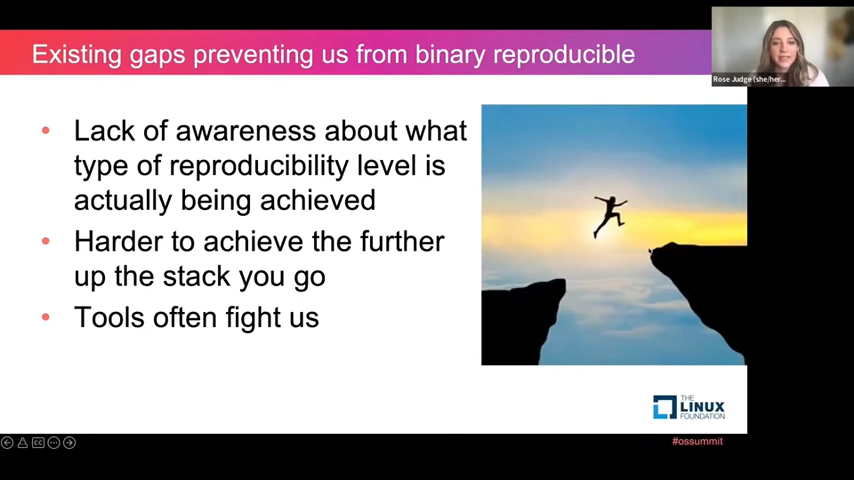 Existing gaps preventing us from binary reproducible
Rose Judge (she/her...
• Lack of awareness about what
type of reproducibility level is
actually being achieved
• Harder to achieve the further
up the stack you go
• Tools often fight us
THE
LINUX
FOUNDATION
#ossummit
CC